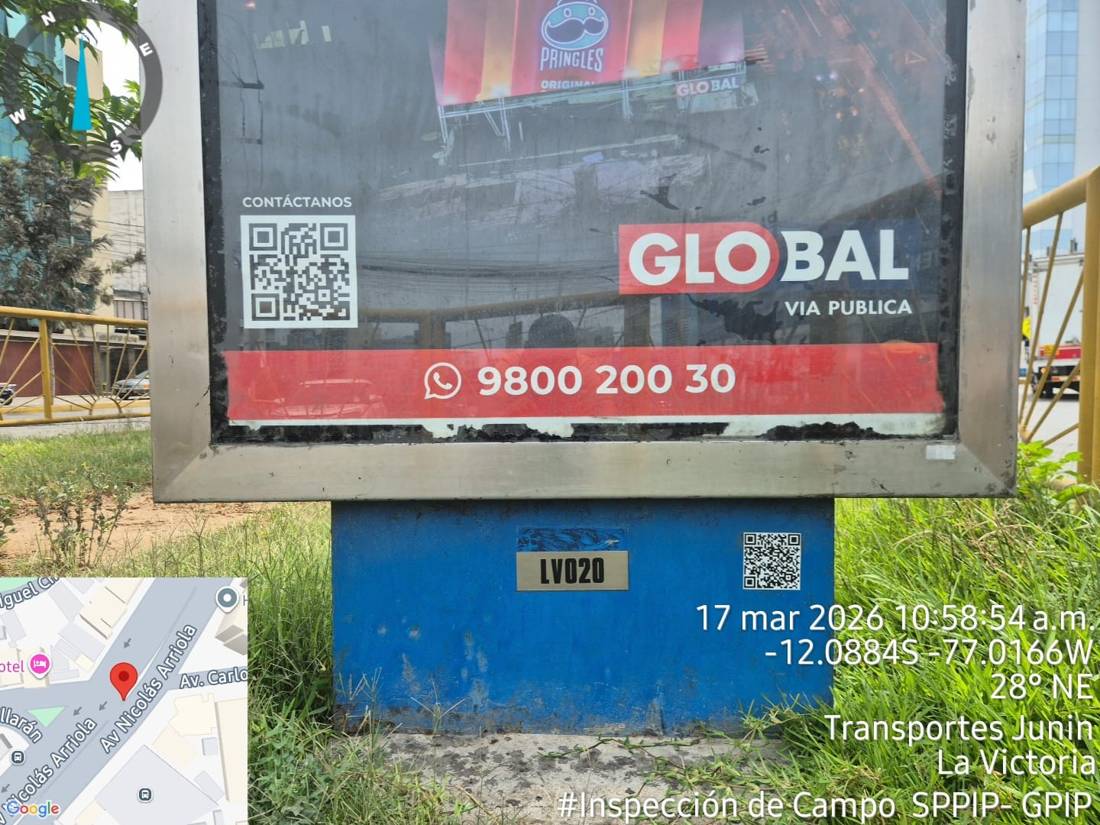 N
E
S
W
PRINGLES
ORIGINAL
GLOBAL
CONTÁCTANOS
GLOBAL
VIA PUBLICA
9800 200 30
LV020
17 mar 2026 10:58:54 a.m.
-12.0884S -77.0166W
28° NE
Transportes Junin
La Victoria
#Inspección de Campo SPPIP- GPIP
Av Nicolás Arriola
Av. Carlo
Nicolás Arriola
Google